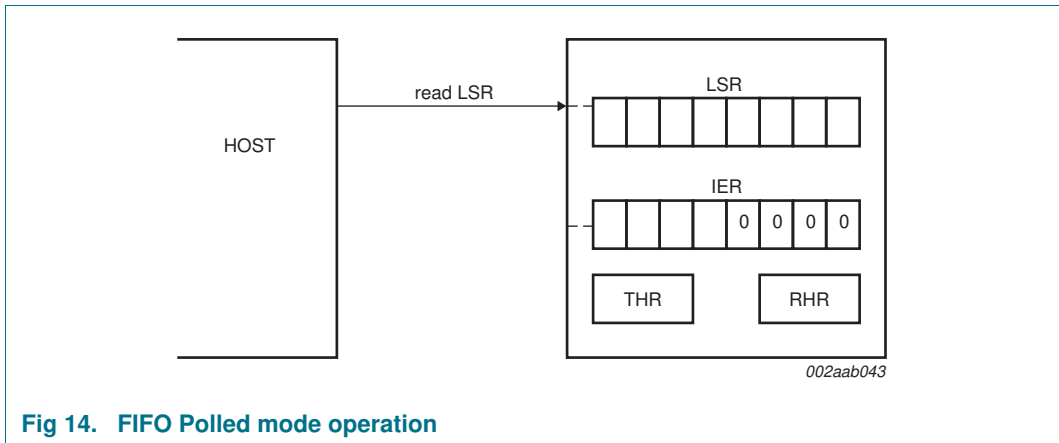 read LSR
HOST
LSR
IER
0 0 0 0
THR RHR
002aab043
Fig 14. FIFO Polled mode operation